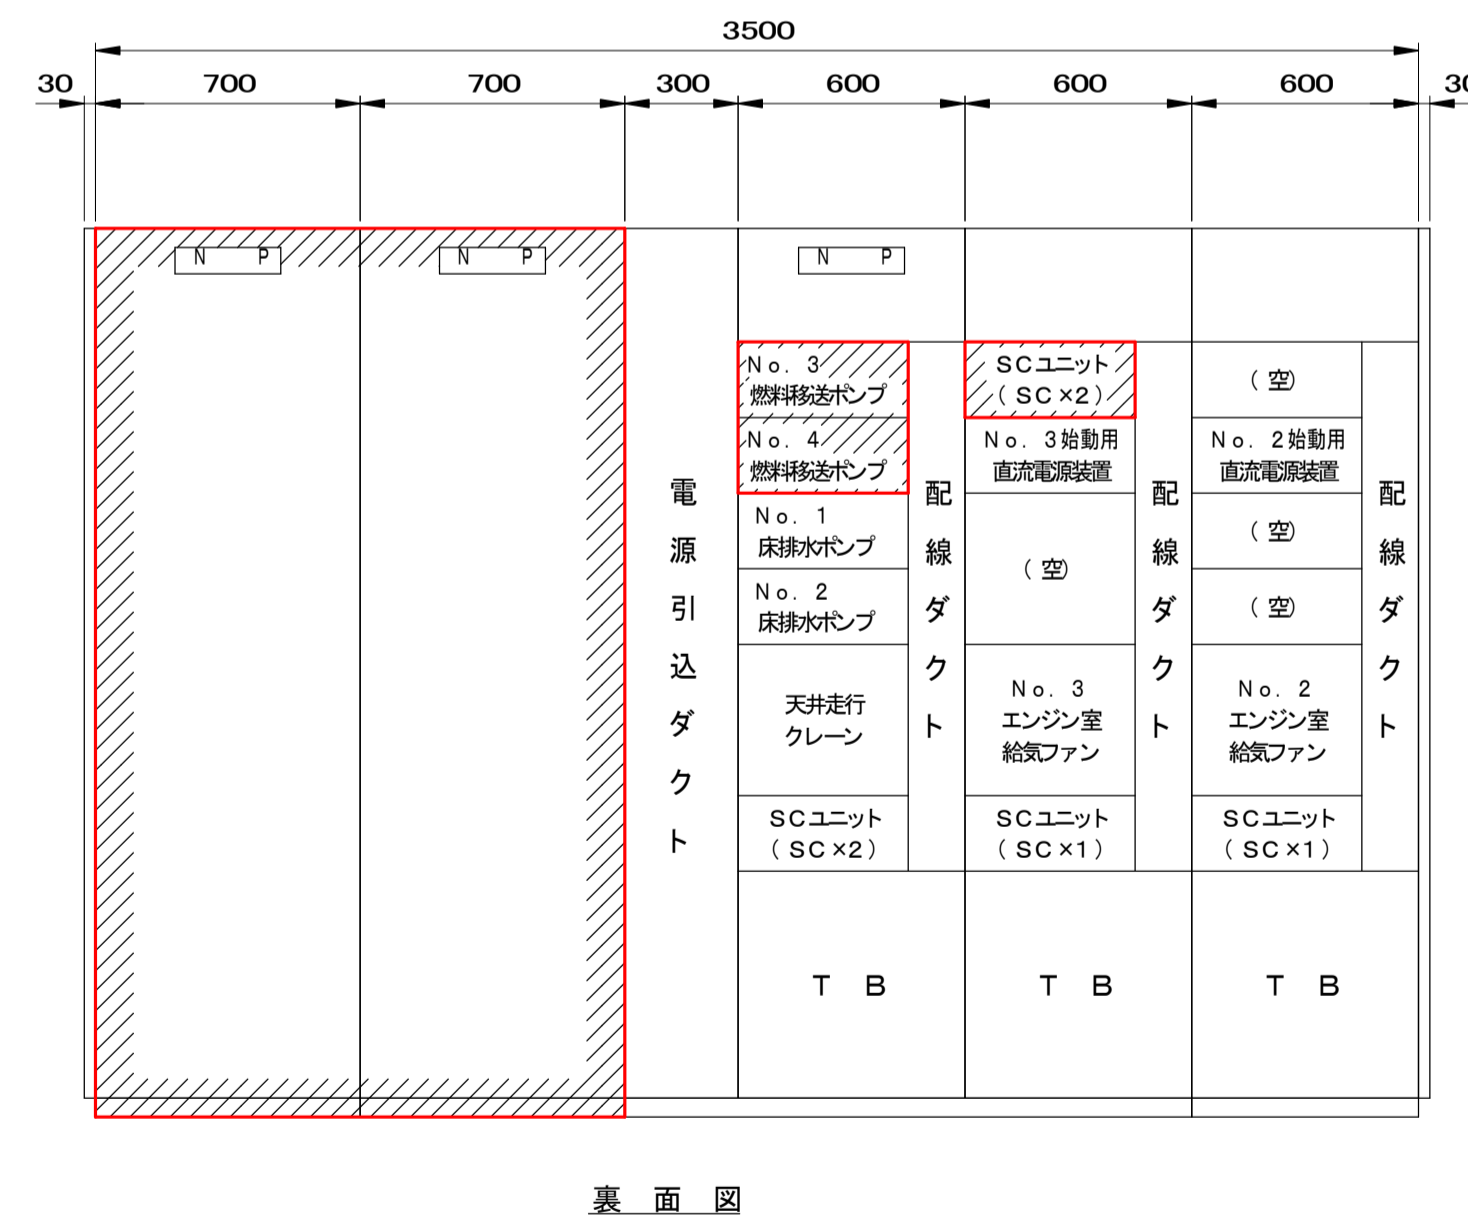 3500
30 700 700 300 600 600 600 30
N P N P N P
電源引込ダクト
No. 3
燃料移送ポンプ
No. 4
燃料移送ポンプ
No. 1
床排水ポンプ
No. 2
床排水ポンプ
天井走行
クレーン
SCユニット
(SC×2)
T B
配線ダクト
SCユニット
(SC×2)
No. 3始動用
直流電源装置
(空)
No. 3
エンジン室
給気ファン
SCユニット
(SC×1)
T B
配線ダクト
(空)
No. 2始動用
直流電源装置
(空)
(空)
No. 2
エンジン室
給気ファン
SCユニット
(SC×1)
T B
配線ダクト
裏面図